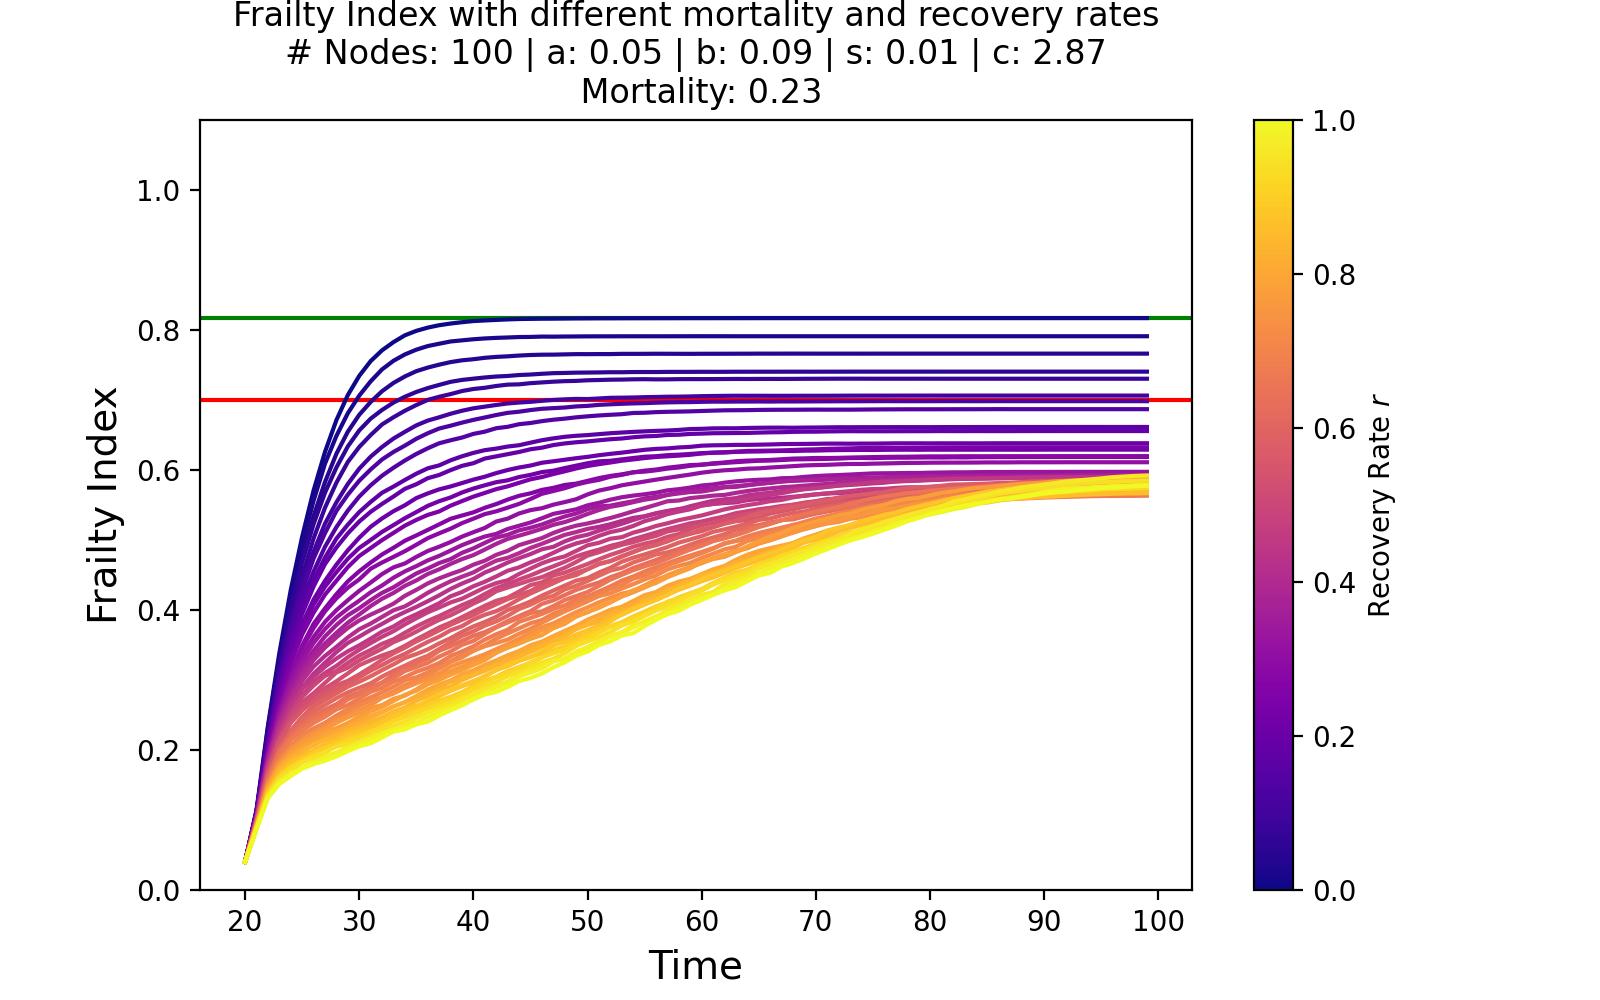 Frailty Index with different mortality and recovery rates
# Nodes: 100 | a: 0.05 | b: 0.09 | s: 0.01 | c: 2.87
Mortality: 0.23
Frailty Index
1.0
0.8
0.6
0.4
0.2
0.0
20 30 40 50 60 70 80 90 100
Time
1.0
0.8
0.6
0.4
0.2
0.0
Recovery Rate r